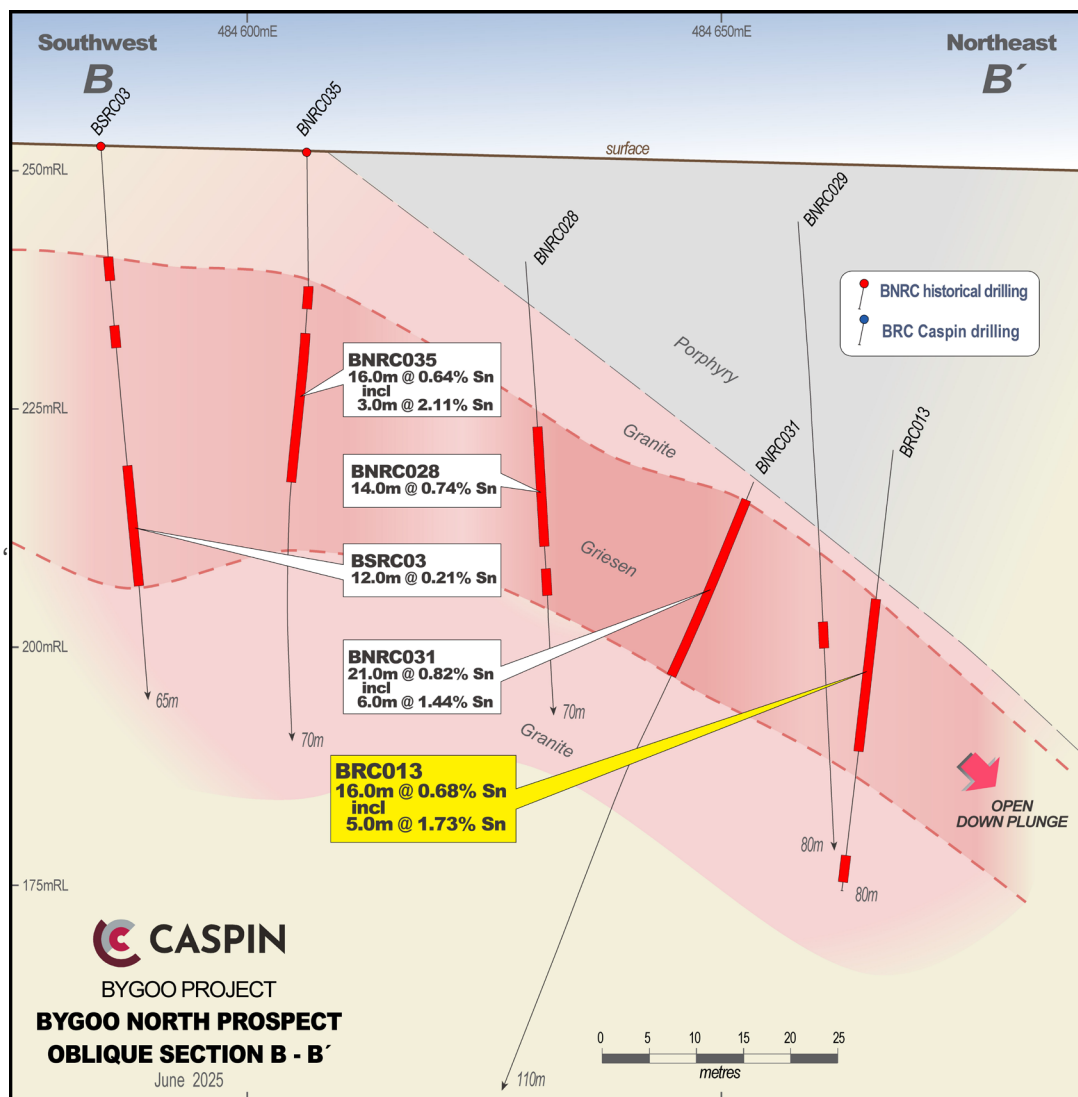 484 600mE
484 650mE
Southwest
B
Northeast
B´
BSRC03
BNRC035
surface
250mRL
BNRC029
BNRC028
BNRC historical drilling
BRC Caspin drilling
Porphyry
BNRC035
16.0m @ 0.64% Sn
incl
3.0m @ 2.11% Sn
225mRL
Granite
BNRC031
BRC013
BNRC028
14.0m @ 0.74% Sn
Griesen
BSRC03
12.0m @ 0.21% Sn
200mRL
BNRC031
21.0m @ 0.82% Sn
incl
6.0m @ 1.44% Sn
65m
70m
70m
Granite
BRC013
16.0m @ 0.68% Sn
incl
5.0m @ 1.73% Sn
OPEN
DOWN PLUNGE
80m
80m
175mRL
CASPIN
BYGOO PROJECT
BYGOO NORTH PROSPECT
OBLIQUE SECTION B - B´
June 2025
0 5 10 15 20 25
metres
110m